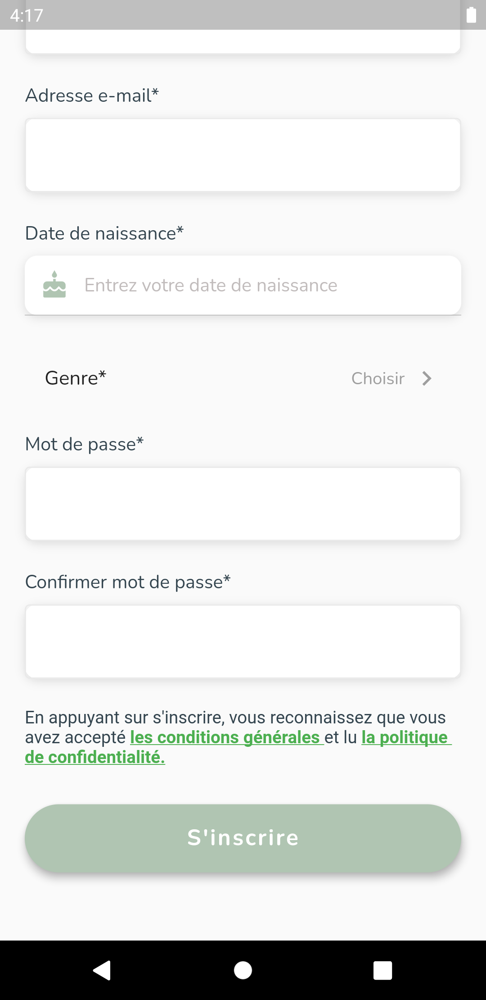 4:17
Adresse e-mail*
Date de naissance*
Entrez votre date de naissance
Genre*
Choisir
Mot de passe*
Confirmer mot de passe*
En appuyant sur s'inscrire, vous reconnaissez que vous
avez accepté les conditions générales et lu la politique
de confidentialité.
S'inscrire